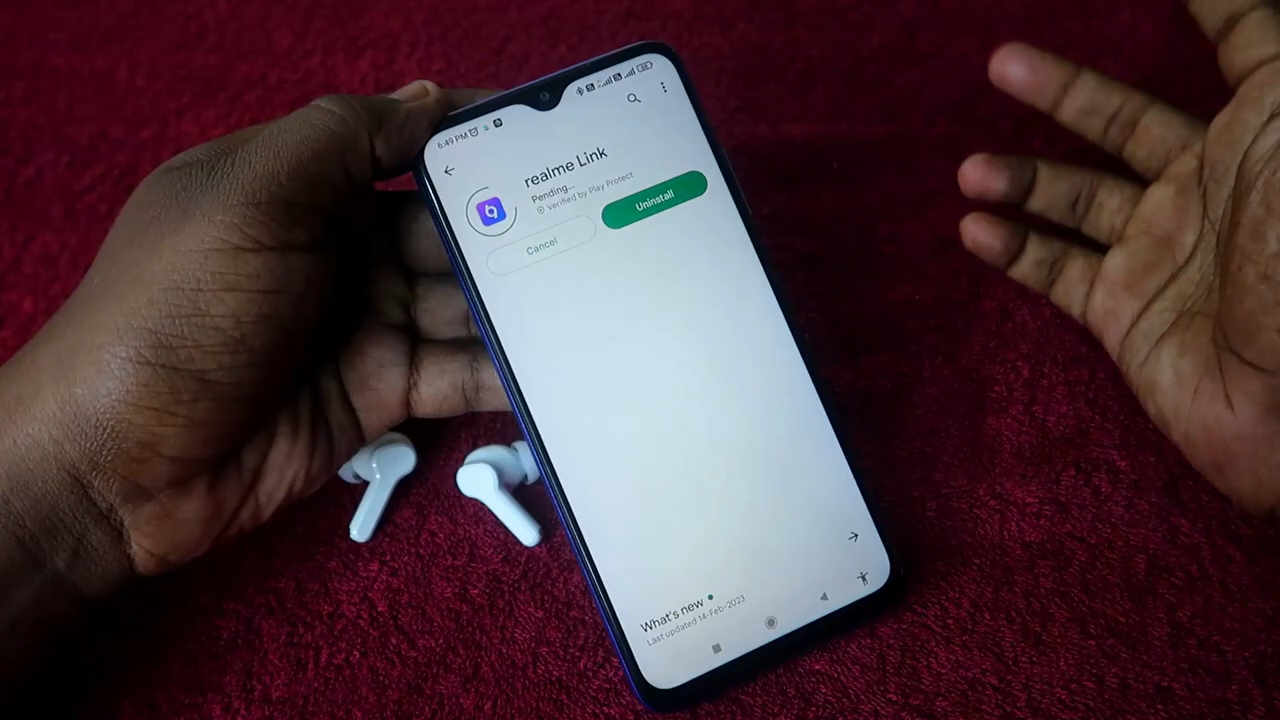 6:49 PM
realme Link
Pending...
Verified by Play Protect
Cancel
Uninstall
What's new
Last updated 14-Feb-2023